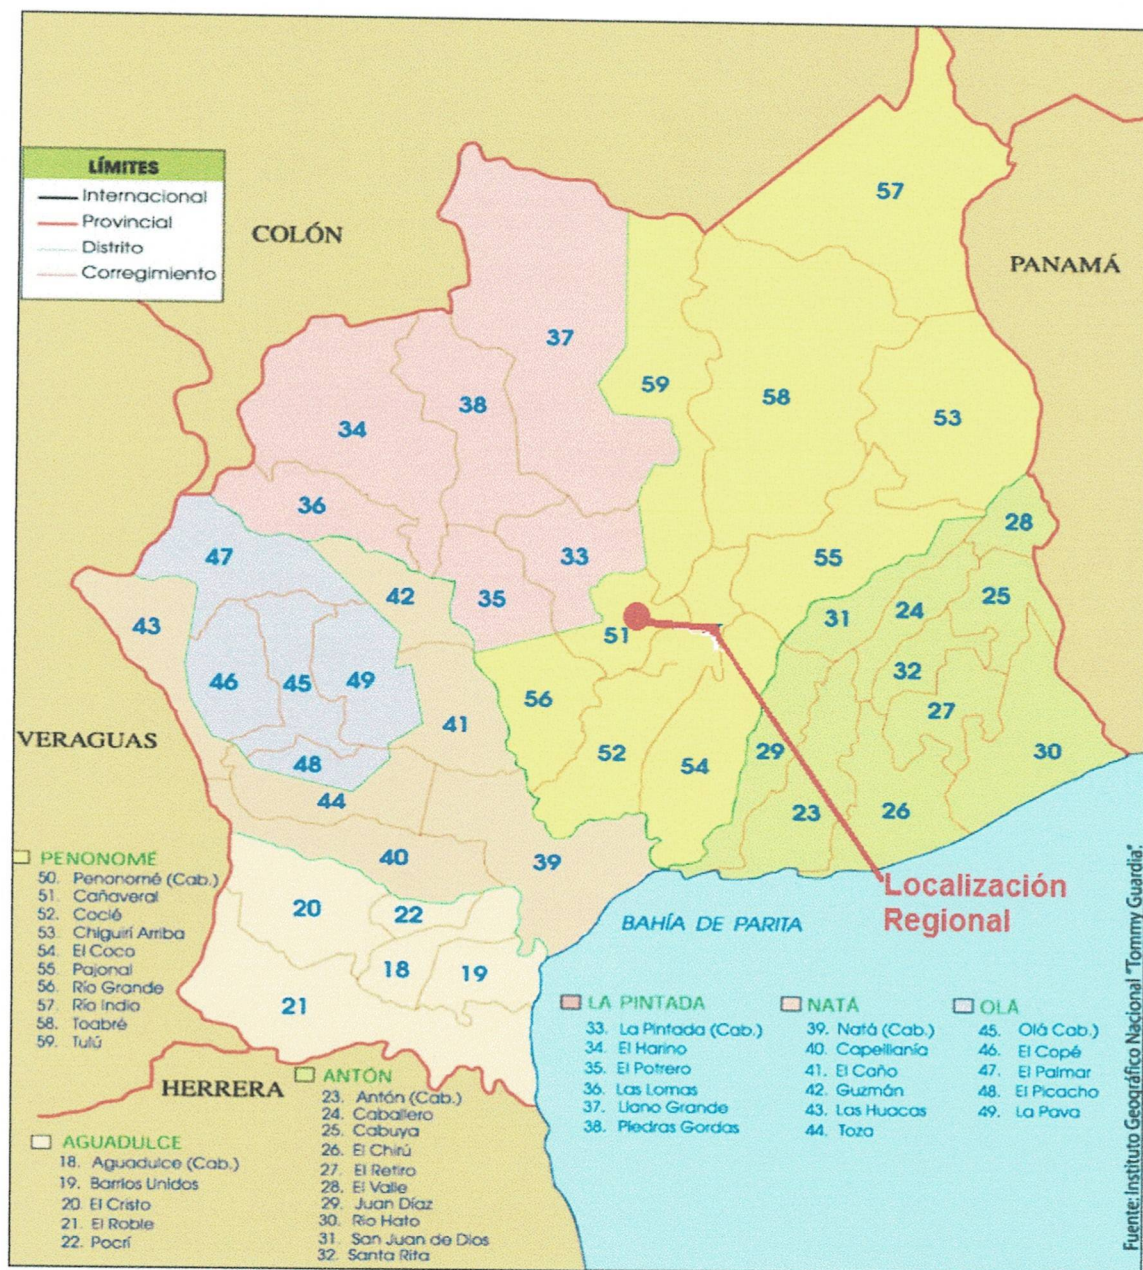 LÍMITES
Internacional
Provincial
Distrito
Corregimiento
COLÓN
PANAMÁ
VERAGUAS
HERRERA
57
37
59
58
53
38
34
36
28
47
33
55
42
35
25
24
31
43
51
32
46
45
49
56
27
41
52
29
30
48
54
44
23
26
40
39
20
22
18
19
21
BAHÍA DE PARITA
Localización
Regional
PENONOMÉ
50. Penonomé (Cab.)
51. Cañaveral
52. Coclé
53. Chiguirí Arriba
54. El Coco
55. Pajonal
56. Río Grande
57. Río Indio
58. Toabré
59. Tulú
AGUADULCE
18. Aguadulce (Cab.)
19. Barrios Unidos
20 El Cristo
21. El Roble
22. Pocrí
ANTÓN
23. Antón (Cab.)
24. Caballero
25. Cabuya
26. El Chirú
27. El Retiro
28. El Valle
29. Juan Díaz
30. Río Hato
31. San Juan de Dios
32. Santa Rita
LA PINTADA
33. La Pintada (Cab.)
34. El Harino
35. El Potrero
36. Las Lomas
37. Llano Grande
38. Piedras Gordas
NATÁ
39. Natá (Cab.)
40. Capellanía
41. El Caño
42. Guzmán
43. Las Huacas
44. Toza
OLÁ
45. Olá Cab.)
46. El Copé
47. El Palmar
48. El Picacho
49. La Pava
Fuente: Instituto Geográfico Nacional "Tommy Guardia".